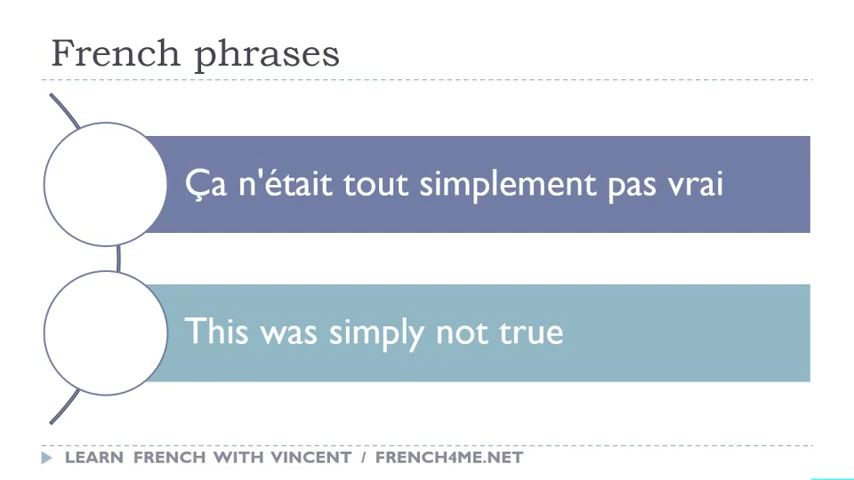 French phrases
Ça n'était tout simplement pas vrai
This was simply not true
LEARN FRENCH WITH VINCENT / FRENCH4ME.NET